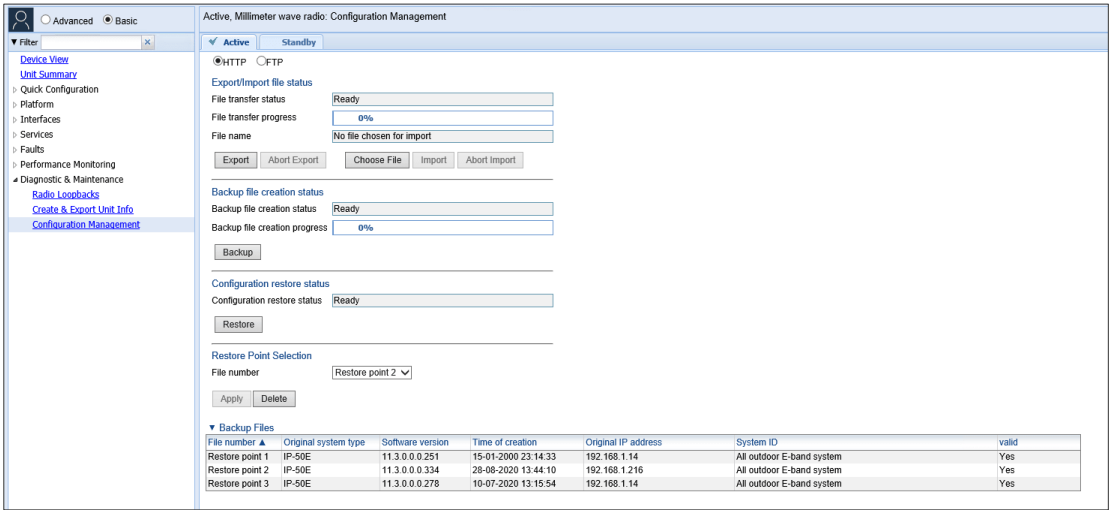 Advanced Basic
Active, Millimeter wave radio: Configuration Management
▼ Filter ×
Device View
Unit Summary
Quick Configuration
Platform
Interfaces
Services
Faults
Performance Monitoring
Diagnostic & Maintenance
Radio Loopbacks
Create & Export Unit Info
Configuration Management
Active Standby
HTTP FTP
Export/Import file status
File transfer status Ready
File transfer progress 0%
File name No file chosen for import
Export Abort Export Choose File Import Abort Import
Backup file creation status
Backup file creation status Ready
Backup file creation progress 0%
Backup
Configuration restore status
Configuration restore status Ready
Restore
Restore Point Selection
File number Restore point 2
Apply Delete
▼ Backup Files
File number ▲ Original system type Software version Time of creation Original IP address System ID valid
Restore point 1 IP-50E 11.3.0.0.0.251 15-01-2000 23:14:33 192.168.1.14 All outdoor E-band system Yes
Restore point 2 IP-50E 11.3.0.0.0.334 28-08-2020 13:44:10 192.168.1.216 All outdoor E-band system Yes
Restore point 3 IP-50E 11.3.0.0.0.278 10-07-2020 13:15:54 192.168.1.14 All outdoor E-band system Yes